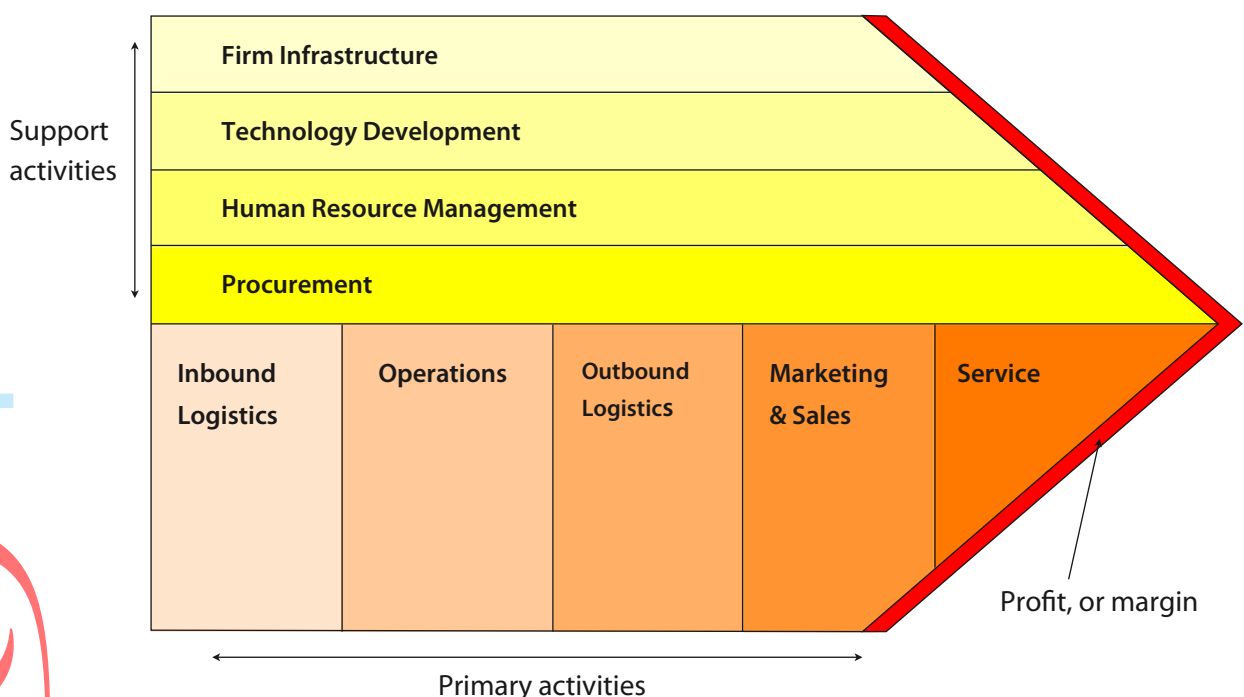 Firm Infrastructure
Support
activities
Technology Development
Human Resource Management
Procurement
Inbound
Logistics
Operations
Outbound
Logistics
Marketing
& Sales
Service
Profit, or margin
Primary activities